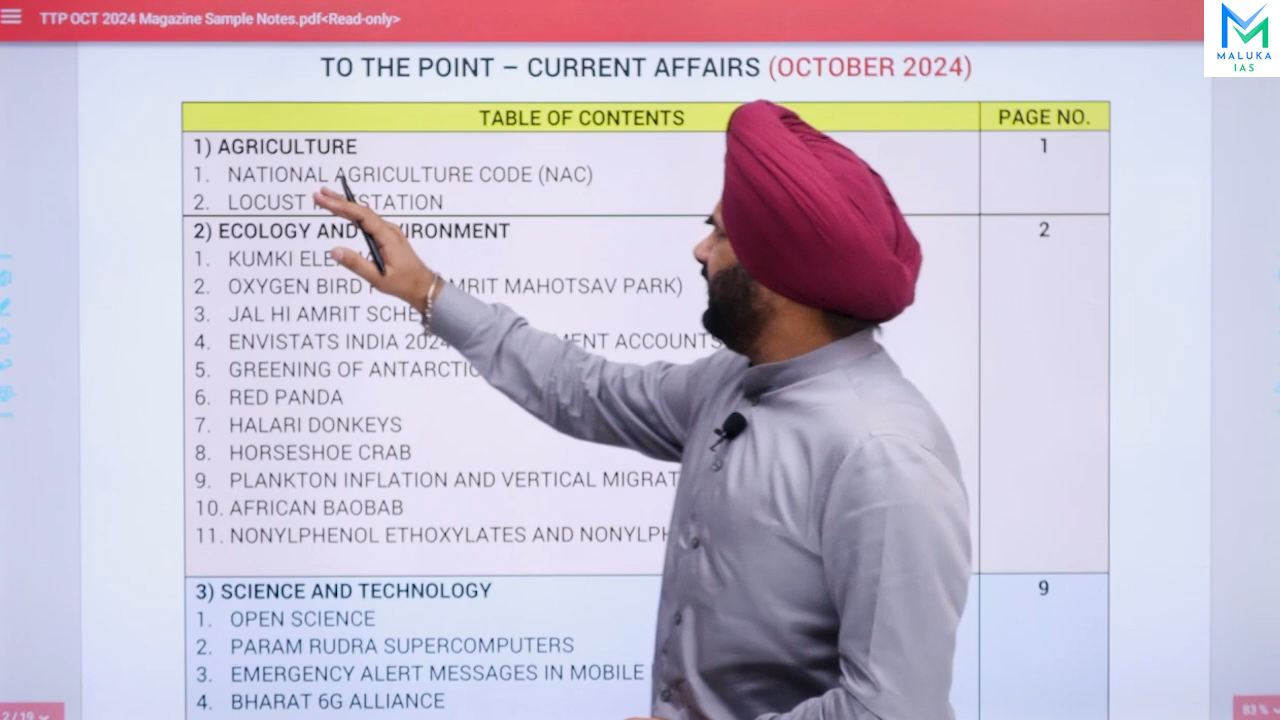 TTP OCT 2024 Magazine Sample Notes.pdf<Read-only>
MALUKA
IAS
TO THE POINT – CURRENT AFFAIRS (OCTOBER 2024)
TABLE OF CONTENTS PAGE NO.
1) AGRICULTURE 1
1. NATIONAL AGRICULTURE CODE (NAC)
2. LOCUST
2) ECOLOGY AND ENVIRONMENT 2
1. KUMKI
2. OXYGEN BIRD AMRIT MAHOTSAV PARK)
3. JAL HI AMRIT
4. ENVISTATS INDIA 2024 ACCOUNTS
5. GREENING OF
6. RED PANDA
7. HALARI DONKEYS
8. HORSESHOE CRAB
9. PLANKTON INFLATION AND VERTICAL
10. AFRICAN BAOBAB
11. NONYLPHENOL ETHOXYLATES AND
3) SCIENCE AND TECHNOLOGY 9
1. OPEN SCIENCE
2. PARAM RUDRA SUPERCOMPUTERS
3. EMERGENCY ALERT MESSAGES IN MOBILE
4. BHARAT 6G ALLIANCE
2 / 19
83%